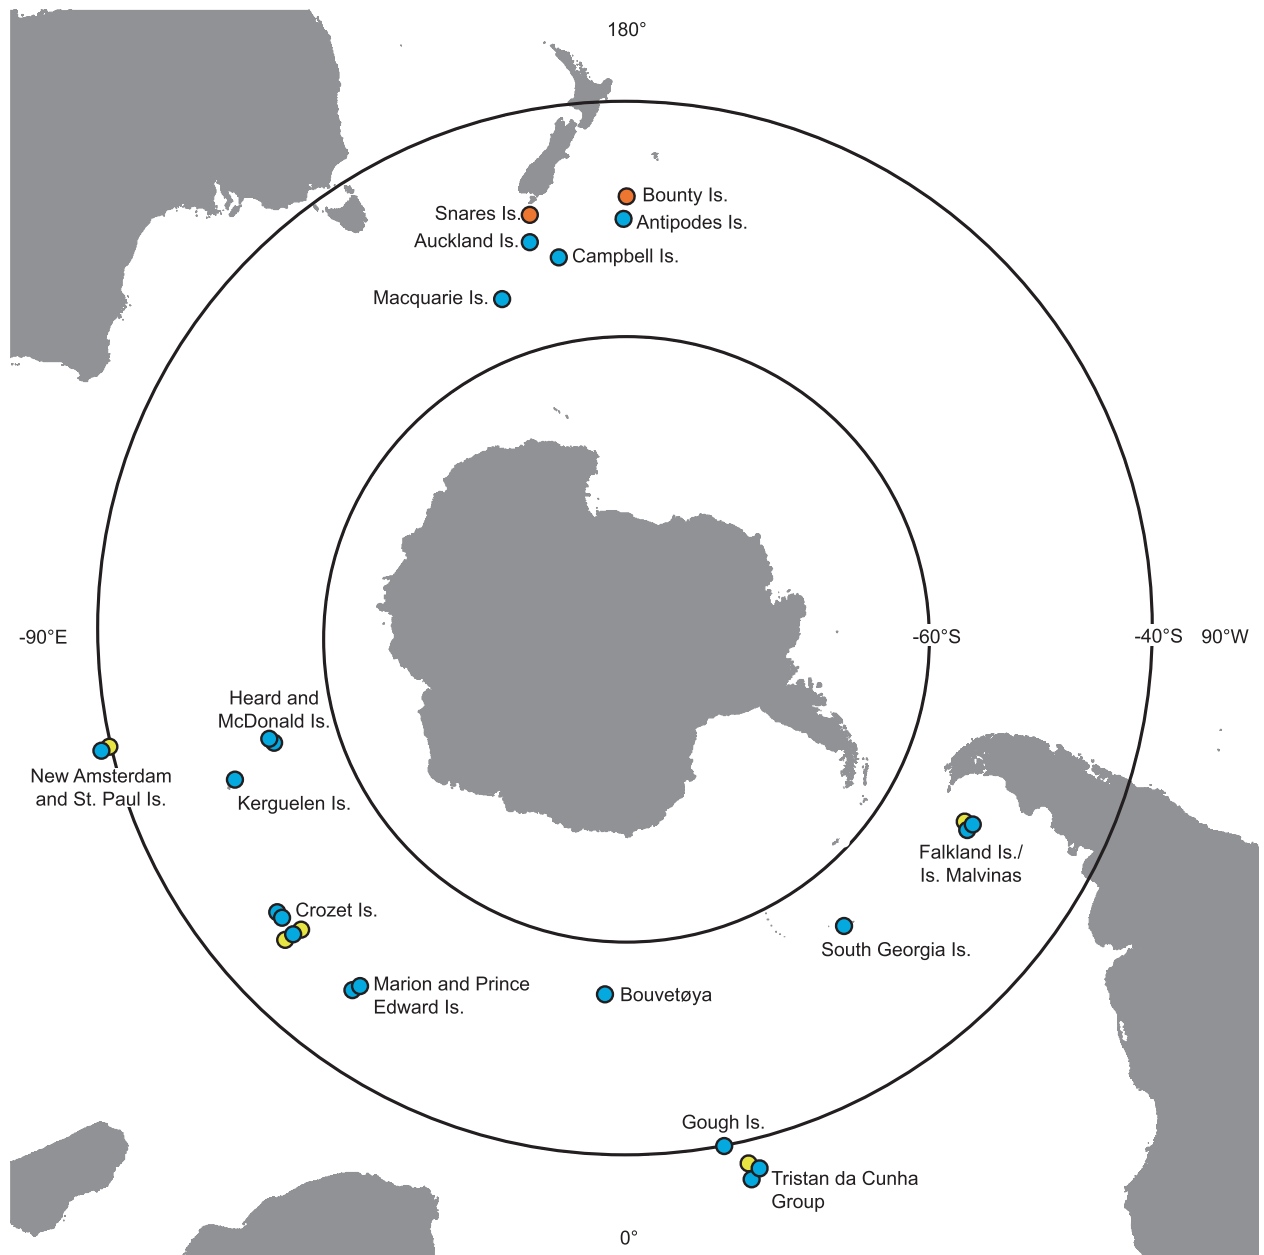 180°
Bounty Is.
Snares Is.
Antipodes Is.
Auckland Is.
Campbell Is.
Macquarie Is.
-90°E
-60°S
-40°S
90°W
Heard and
McDonald Is.
New Amsterdam
and St. Paul Is.
Kerguelen Is.
Falkland Is./
Is. Malvinas
Crozet Is.
South Georgia Is.
Marion and Prince
Edward Is.
Bouvetøya
Gough Is.
Tristan da Cunha
Group
0°